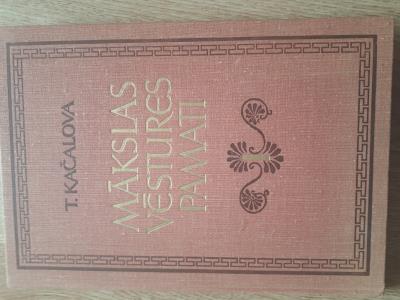 T. KAČALOVA
MĀKSLAS
VĒSTURES
PAMATI
I